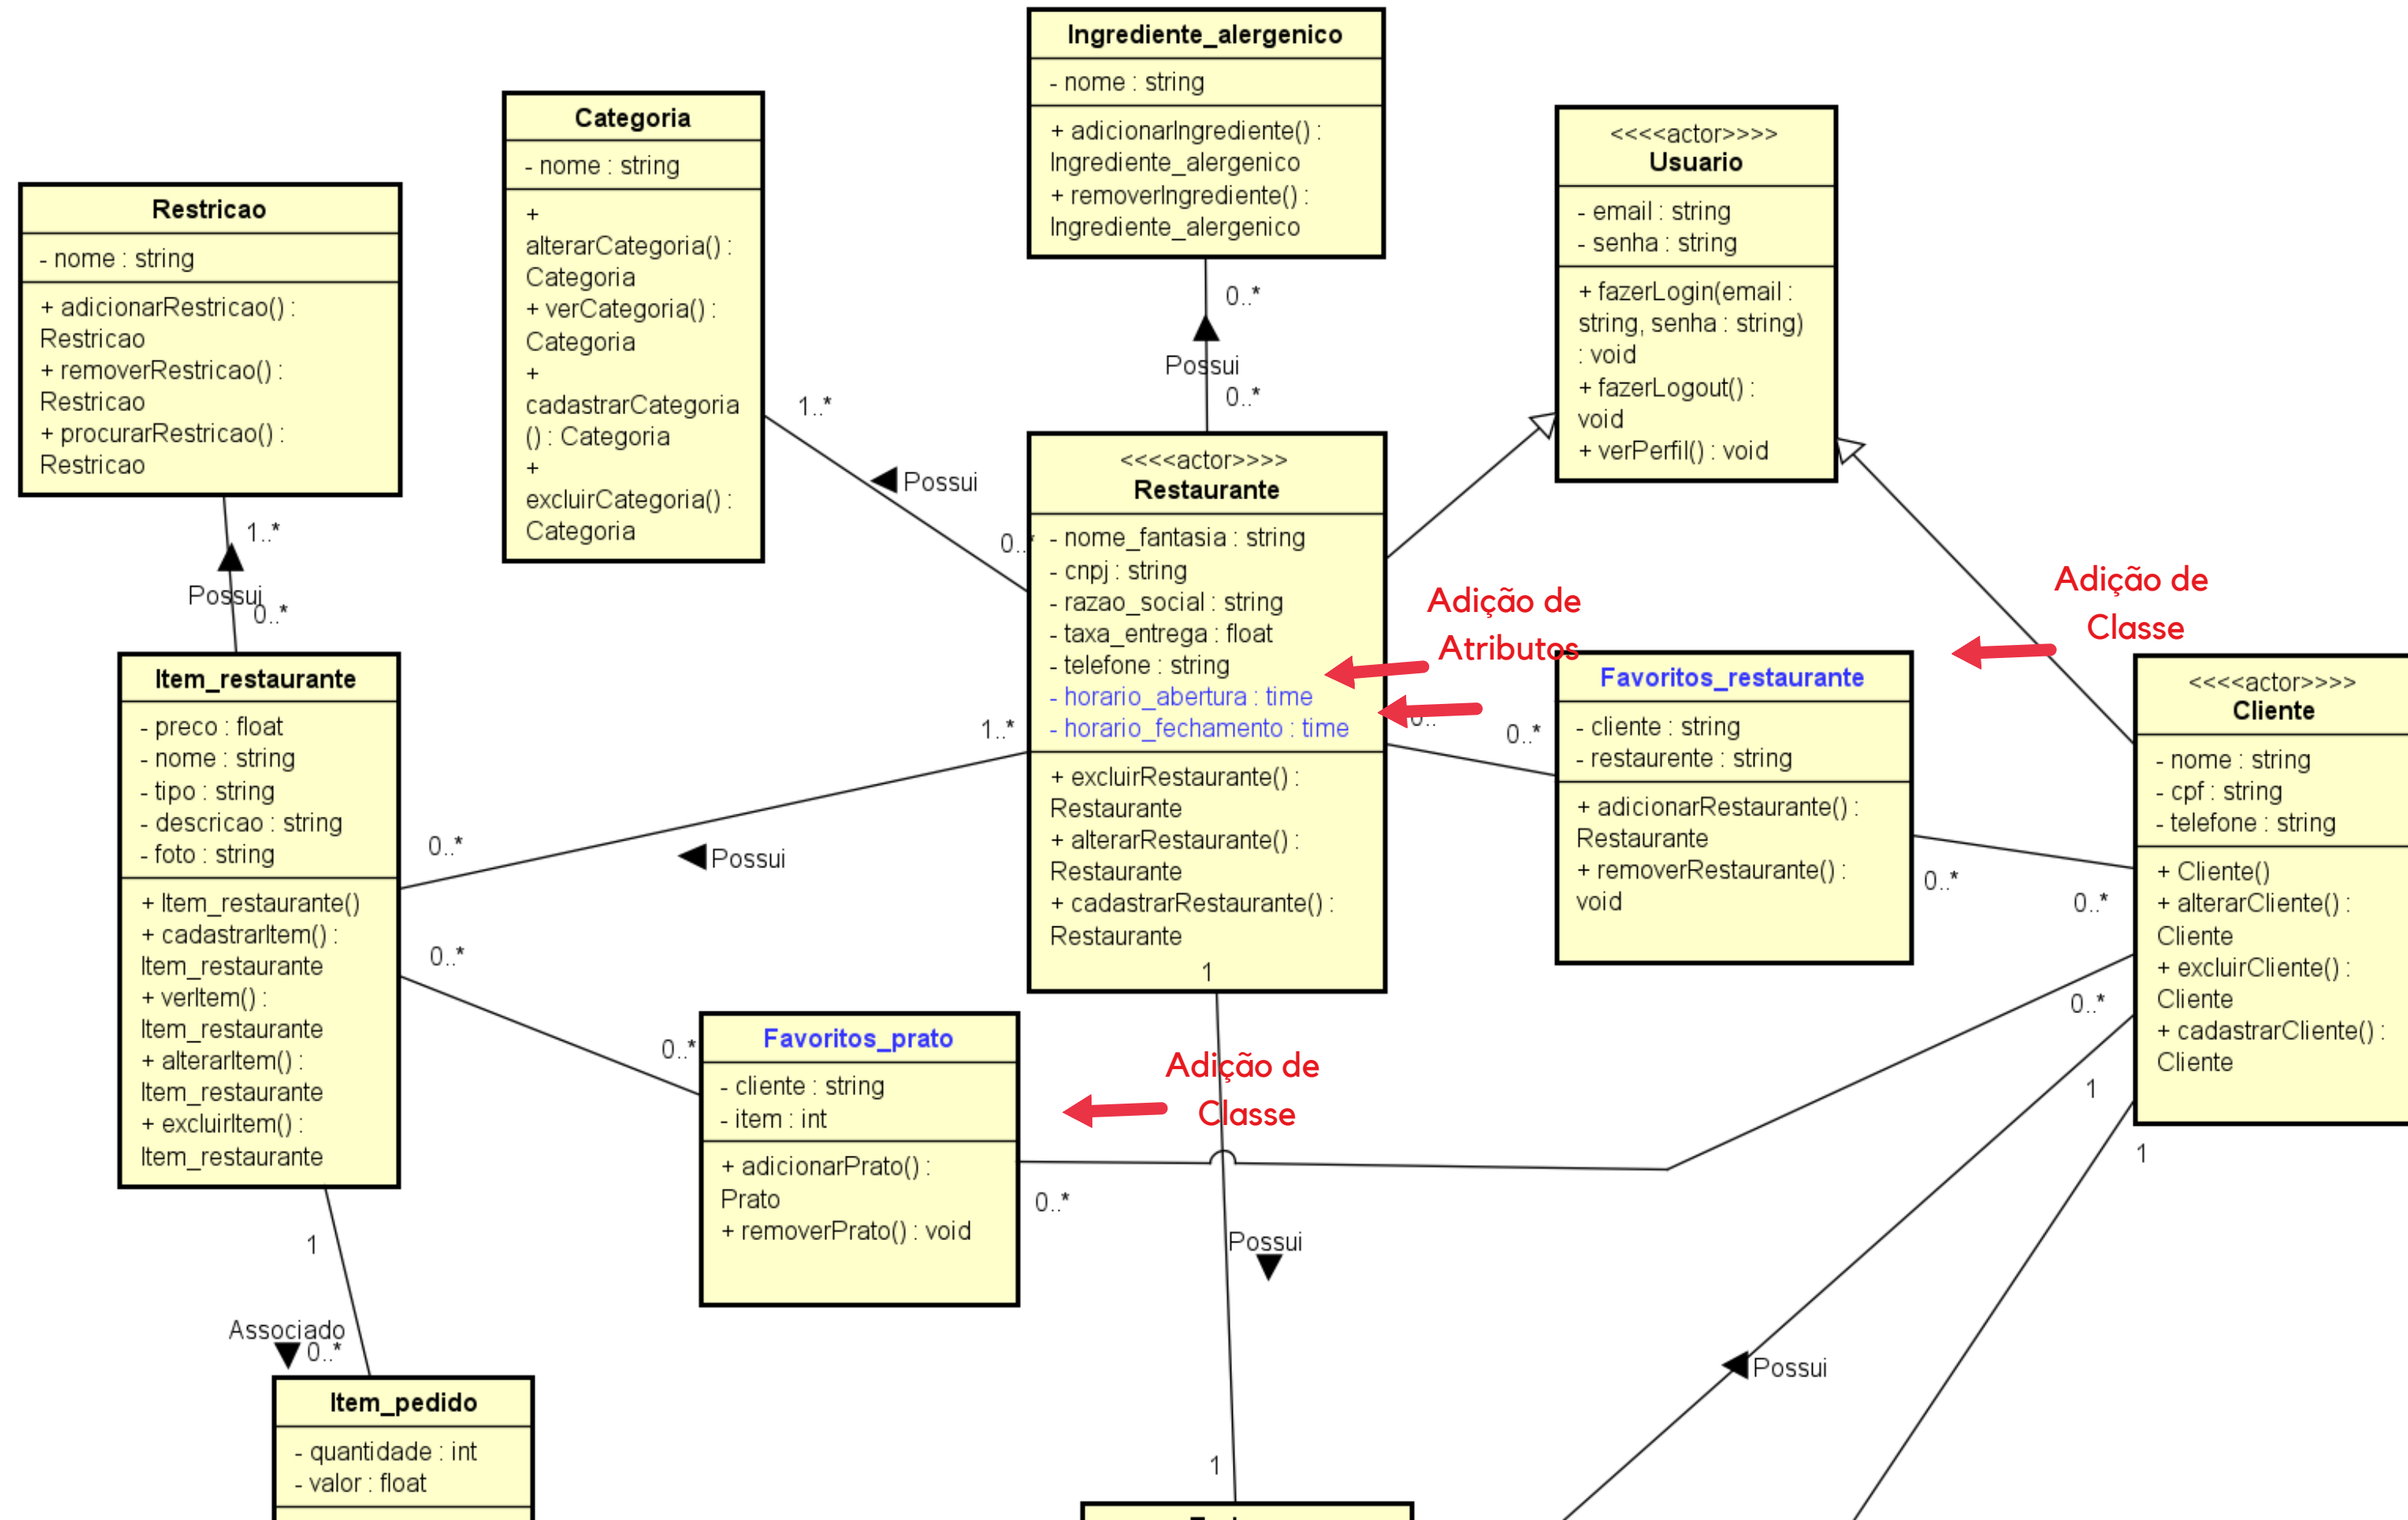 Ingrediente_alergenico
- nome : string
+ adicionarIngrediente() :
Ingrediente_alergenico
+ removerIngrediente() :
Ingrediente_alergenico
Categoria
- nome : string
+
alterarCategoria() :
Categoria
+ verCategoria() :
Categoria
+
cadastrarCategoria
() : Categoria
+
excluirCategoria() :
Categoria
<<<<actor>>>>
Usuario
- email : string
- senha : string
+ fazerLogin(email :
string, senha : string)
: void
+ fazerLogout() :
void
+ verPerfil() : void
Restricao
- nome : string
+ adicionarRestricao() :
Restricao
+ removerRestricao() :
Restricao
+ procurarRestricao() :
Restricao
0..*
Possui
0..*
1..*
Possui
0..*
1..*
Possui
0..*
<<<<actor>>>>
Restaurante
- nome_fantasia : string
- cnpj : string
- razao_social : string
- taxa_entrega : float
- telefone : string
- horario_abertura : time
- horario_fechamento : time
+ excluirRestaurante() :
Restaurante
+ alterarRestaurante() :
Restaurante
+ cadastrarRestaurante() :
Restaurante
1
Adição de
Atributos
Adição de
Classe
0..
0..*
Favoritos_restaurante
- cliente : string
- restaurente : string
+ adicionarRestaurante() :
Restaurante
+ removerRestaurante() :
void
0..*
0..*
<<<<actor>>>>
Cliente
- nome : string
- cpf : string
- telefone : string
+ Cliente()
+ alterarCliente() :
Cliente
+ excluirCliente() :
Cliente
+ cadastrarCliente() :
Cliente
0..*
1
1
Item_restaurante
- preco : float
- nome : string
- tipo : string
- descricao : string
- foto : string
+ Item_restaurante()
+ cadastrarItem() :
Item_restaurante
+ verItem() :
Item_restaurante
+ alterarItem() :
Item_restaurante
+ excluirItem() :
Item_restaurante
1..*
0..*
Possui
0..*
0..*
Favoritos_prato
- cliente : string
- item : int
+ adicionarPrato() :
Prato
+ removerPrato() : void
Adição de
Classe
0..*
Possui
1
Possui
1
Associado
0..*
Item_pedido
- quantidade : int
- valor : float